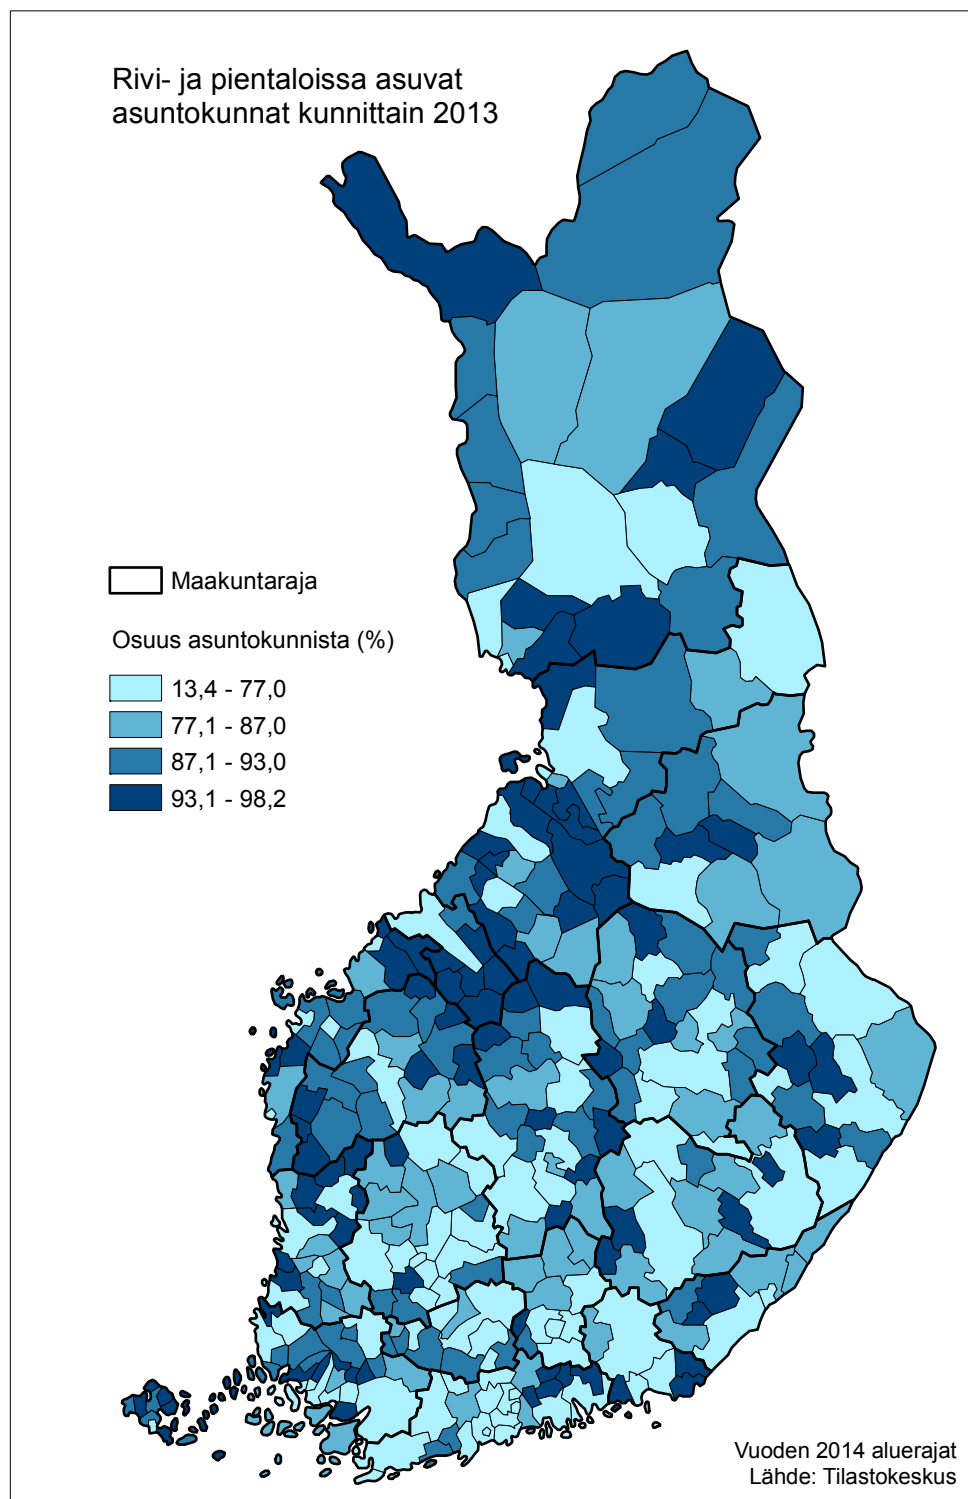 Rivi- ja pientaloissa asuvat
asuntokunnat kunnittain 2013
Maakuntaraja
Osuus asuntokunnista (%)
13,4 - 77,0
77,1 - 87,0
87,1 - 93,0
93,1 - 98,2
Vuoden 2014 aluerajat
Lähde: Tilastokeskus